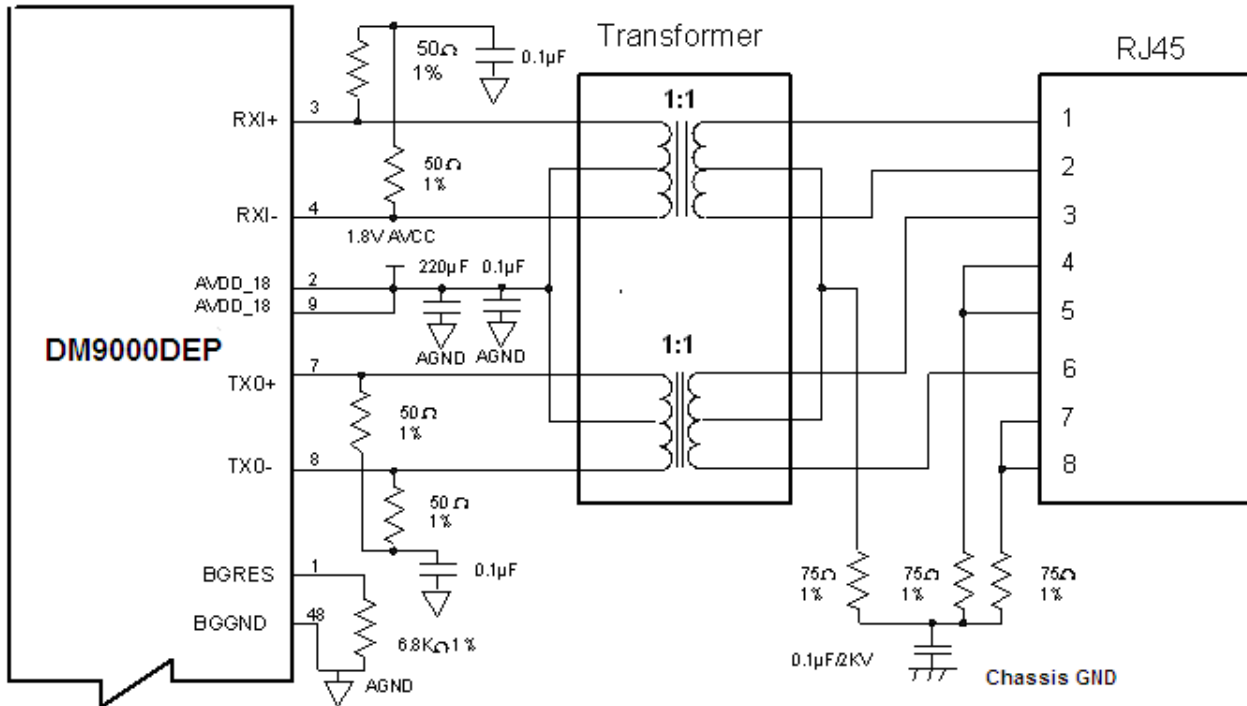 50Ω
1%
0.1µF
Transformer
RJ45
1:1
RXI+
3
1
50Ω
1%
2
RXI-
4
3
1.8V AVCC
220µF
0.1µF
4
AVDD_18
2
AVDD_18
9
5
DM9000DEP
AGND
AGND
1:1
6
TX0+
7
50Ω
1%
7
TX0-
8
8
50Ω
1%
BGRES
1
0.1µF
75Ω
1%
75Ω
1%
75Ω
1%
BGGND
48
6.8KΩ 1%
AGND
0.1µF/2KV
Chassis GND